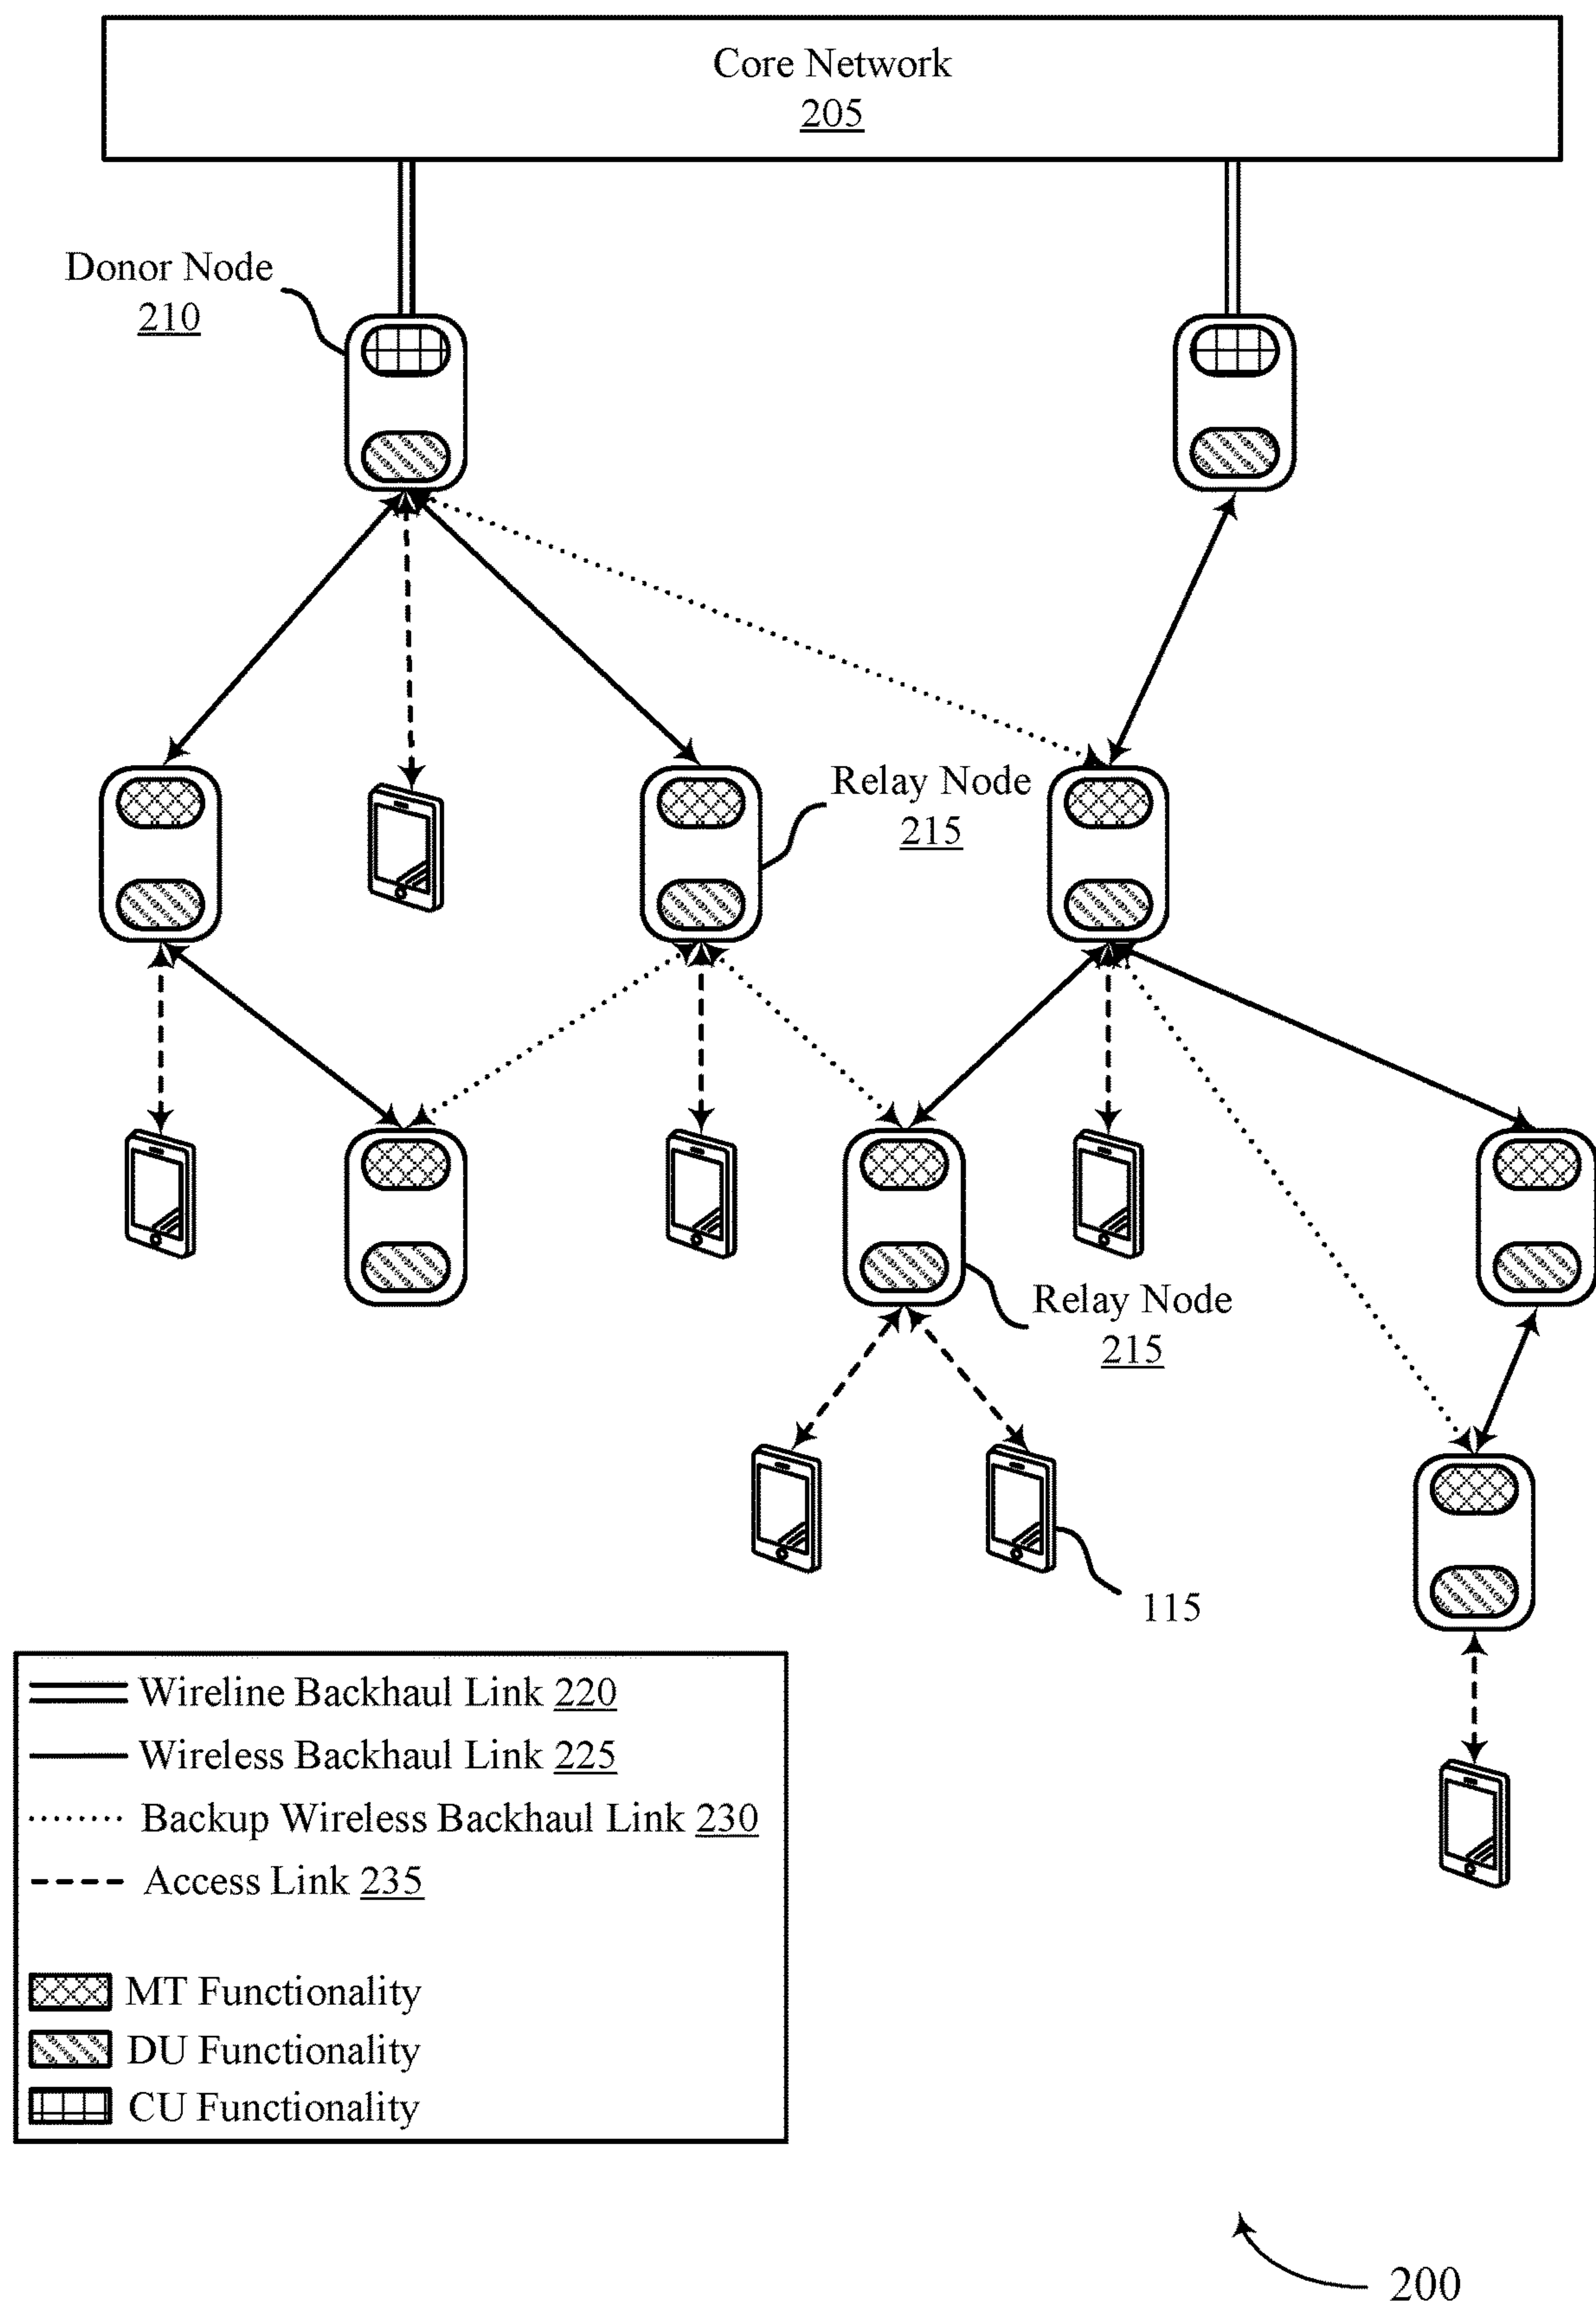 Core Network
205
Donor Node
210
Relay Node
215
Relay Node
215
115
Wireline Backhaul Link 220
Wireless Backhaul Link 225
Backup Wireless Backhaul Link 230
Access Link 235
MT Functionality
DU Functionality
CU Functionality
200